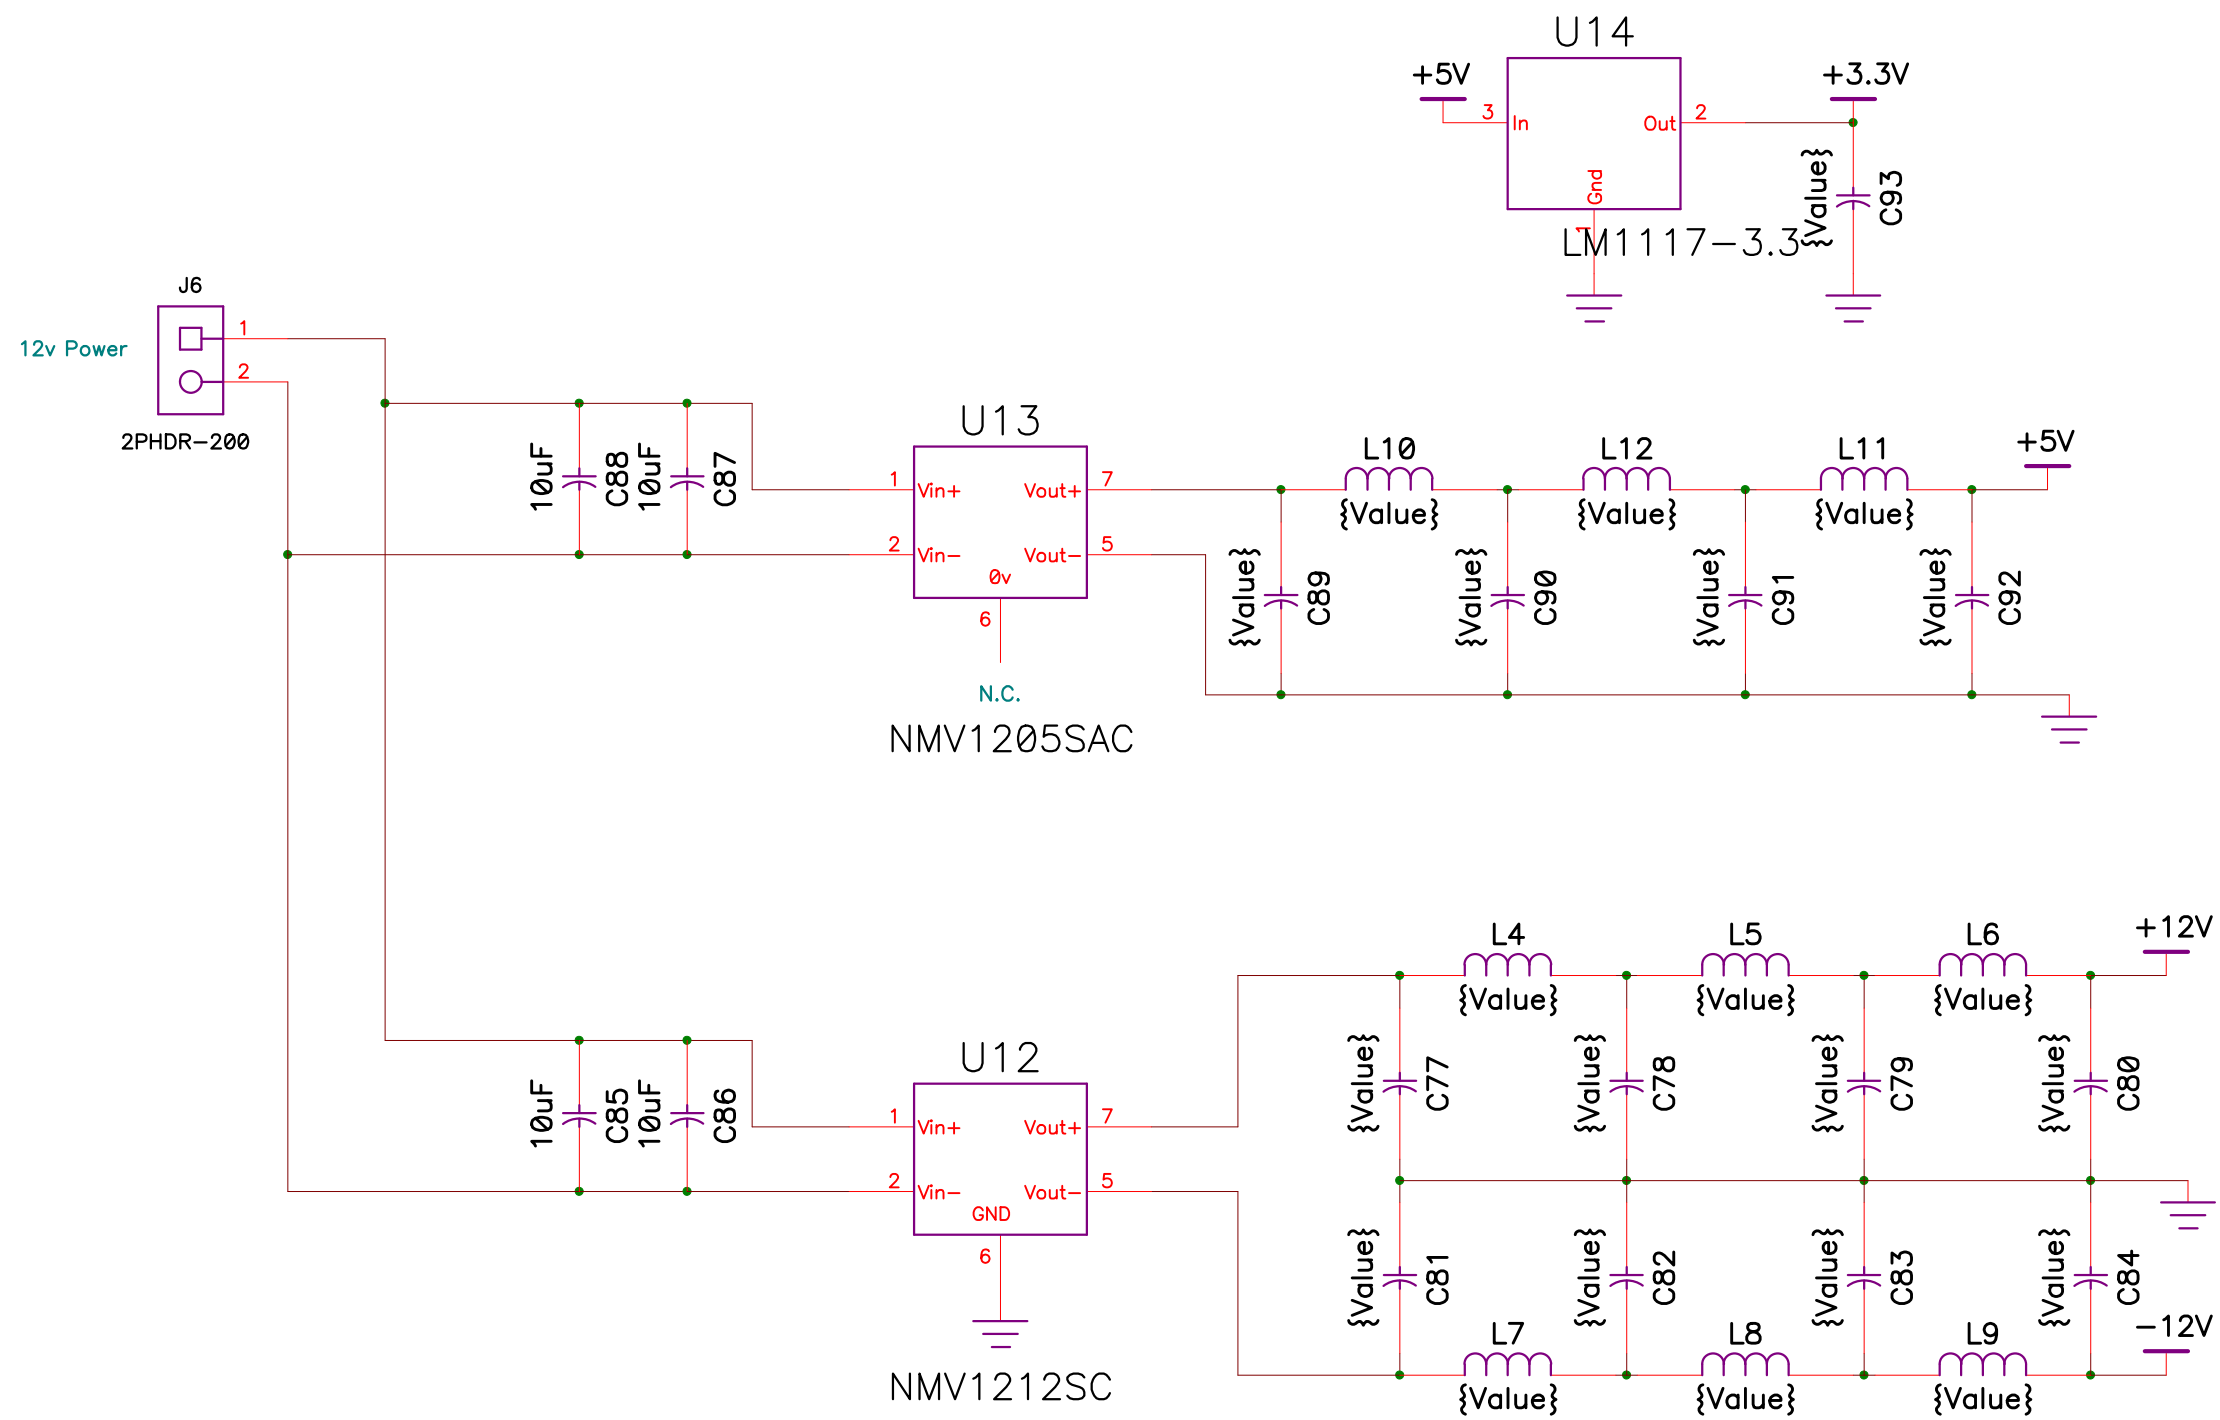 U14
+5V
+3.3V
3
In
Out
2
Gnd
1
LM1117-3.3
{Value}
C93
J6
12v Power
1
2
2PHDR-200
10uF
C88
10uF
C87
U13
1
Vin+
Vout+
7
2
Vin-
Vout-
5
0v
6
N.C.
NMV1205SAC
L10
{Value}
L12
{Value}
L11
{Value}
+5V
{Value}
C89
{Value}
C90
{Value}
C91
{Value}
C92
10uF
C85
10uF
C86
U12
1
Vin+
Vout+
7
2
Vin-
Vout-
5
GND
6
NMV1212SC
L4
{Value}
L5
{Value}
L6
{Value}
+12V
{Value}
C77
{Value}
C78
{Value}
C79
{Value}
C80
{Value}
C81
{Value}
C82
{Value}
C83
{Value}
C84
L7
{Value}
L8
{Value}
L9
{Value}
-12V